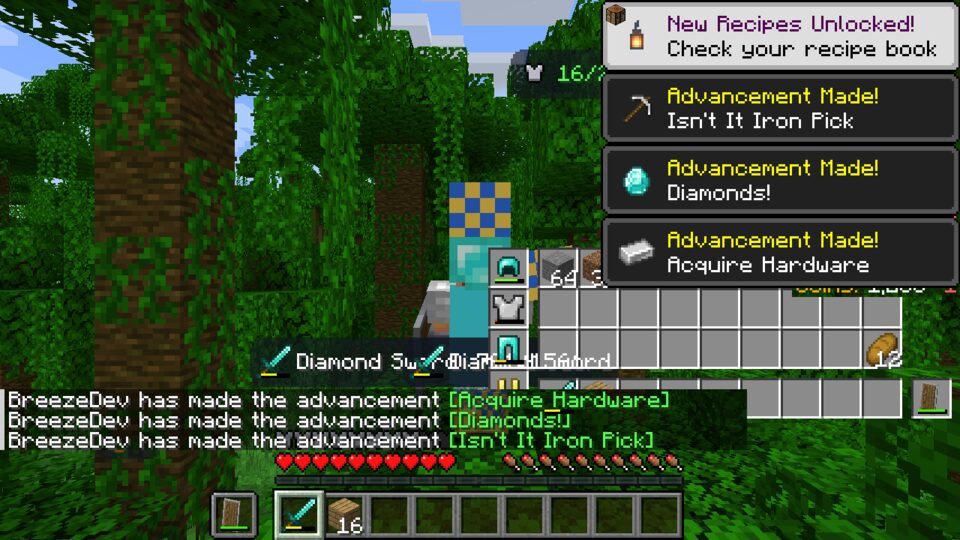 New Recipes Unlocked!
Check your recipe book
16/
Advancement Made!
Isn't It Iron Pick
Advancement Made!
Diamonds!
Advancement Made!
Acquire Hardware
64
3
12
Diamond
BreezeDev has made the advancement [Acquire Hardware]
BreezeDev has made the advancement [Diamonds!]
BreezeDev has made the advancement [Isn't It Iron Pick]
16